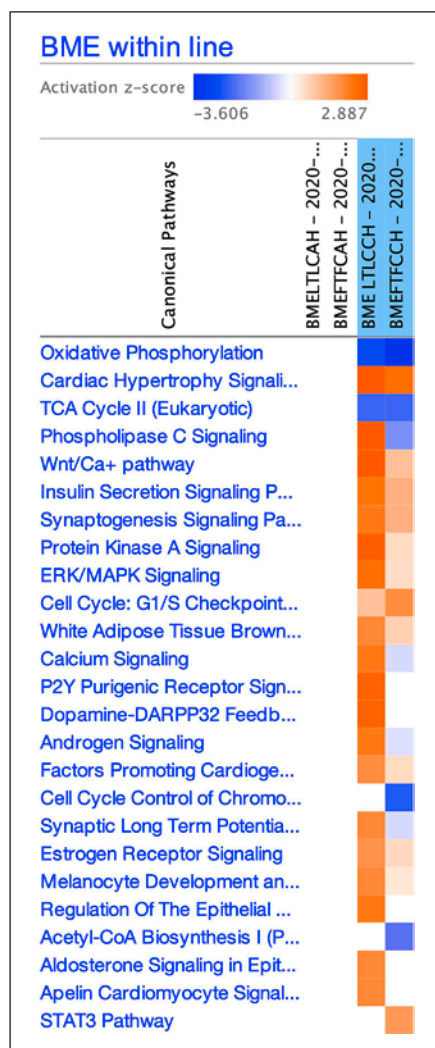 BME within line
Activation z-score
-3.606 2.887
Canonical Pathways
BMELTLCAH - 2020-...
BMEFTFCAH - 2020-...
BME LTLCCH - 2020...
BMEFTFCCH - 2020-...
Oxidative Phosphorylation
Cardiac Hypertrophy Signali...
TCA Cycle II (Eukaryotic)
Phospholipase C Signaling
Wnt/Ca+ pathway
Insulin Secretion Signaling P...
Synaptogenesis Signaling Pa...
Protein Kinase A Signaling
ERK/MAPK Signaling
Cell Cycle: G1/S Checkpoint...
White Adipose Tissue Brown...
Calcium Signaling
P2Y Purigenic Receptor Sign...
Dopamine-DARPP32 Feedb...
Androgen Signaling
Factors Promoting Cardioge...
Cell Cycle Control of Chromo...
Synaptic Long Term Potentia...
Estrogen Receptor Signaling
Melanocyte Development an...
Regulation Of The Epithelial ...
Acetyl-CoA Biosynthesis I (P...
Aldosterone Signaling in Epit...
Apelin Cardiomyocyte Signal...
STAT3 Pathway